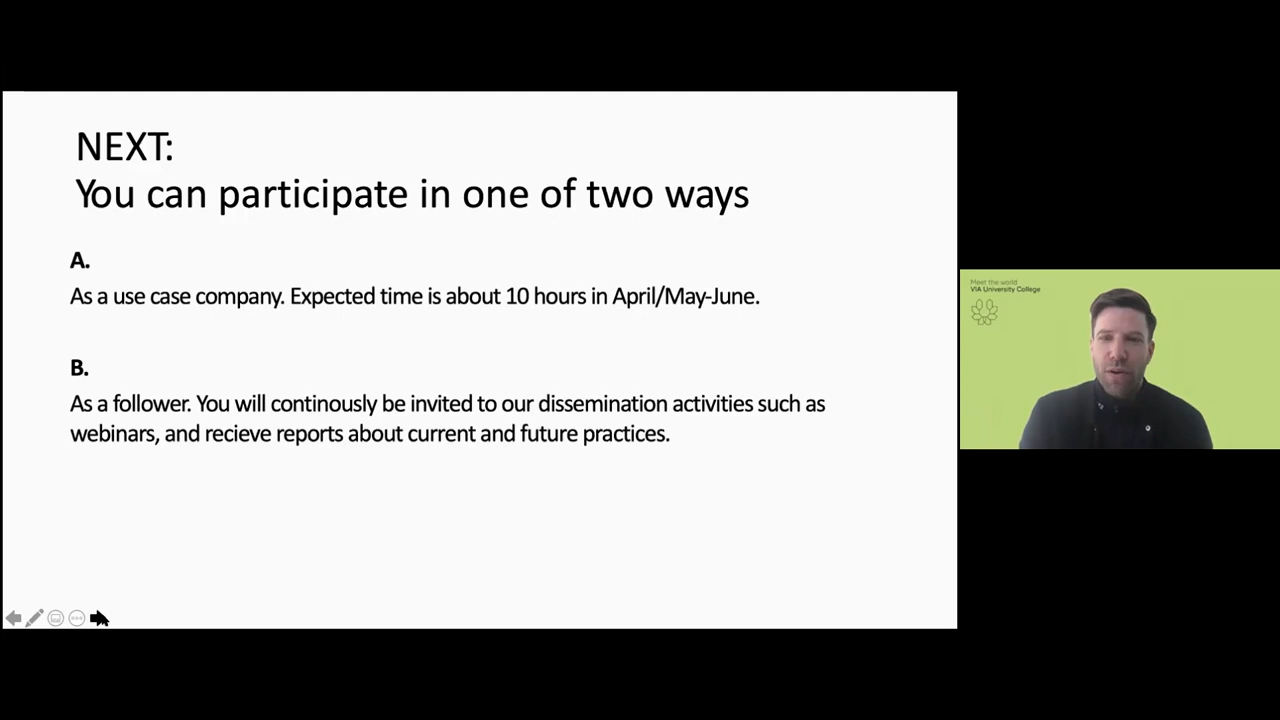 NEXT:
You can participate in one of two ways
A.
As a use case company. Expected time is about 10 hours in April/May-June.
B.
As a follower. You will continously be invited to our dissemination activities such as
webinars, and recieve reports about current and future practices.
Meet the world
VIA University College